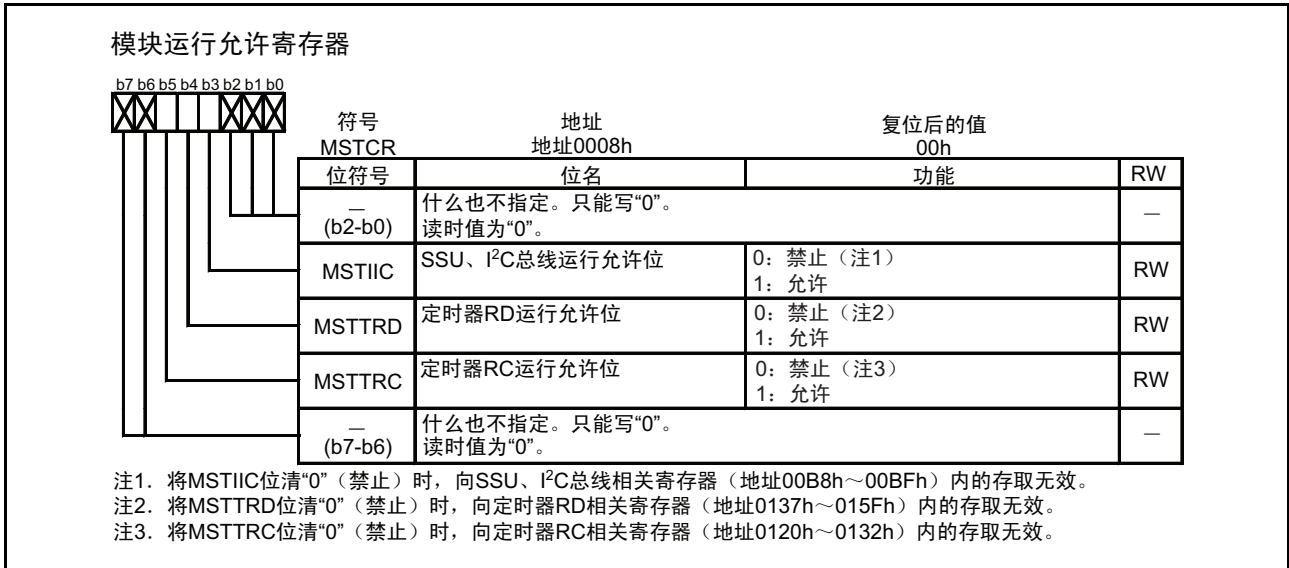 模块运行允许寄存器
b7 b6 b5 b4 b3 b2 b1 b0
符号 地址 复位后的值
MSTCR 地址0008h 00h
位符号 位名 功能 RW
— 什么也不指定。只能写“0”。 —
(b2-b0) 读时值为“0”。
MSTIIC SSU、I²C总线运行允许位 0：禁止（注1） RW
1：允许
MSTTRD 定时器RD运行允许位 0：禁止（注2） RW
1：允许
MSTTRC 定时器RC运行允许位 0：禁止（注3） RW
1：允许
— 什么也不指定。只能写“0”。 —
(b7-b6) 读时值为“0”。
注1. 将MSTIIC位清“0”（禁止）时，向SSU、I²C总线相关寄存器（地址00B8h～00BFh）内的存取无效。
注2. 将MSTTRD位清“0”（禁止）时，向定时器RD相关寄存器（地址0137h～015Fh）内的存取无效。
注3. 将MSTTRC位清“0”（禁止）时，向定时器RC相关寄存器（地址0120h～0132h）内的存取无效。